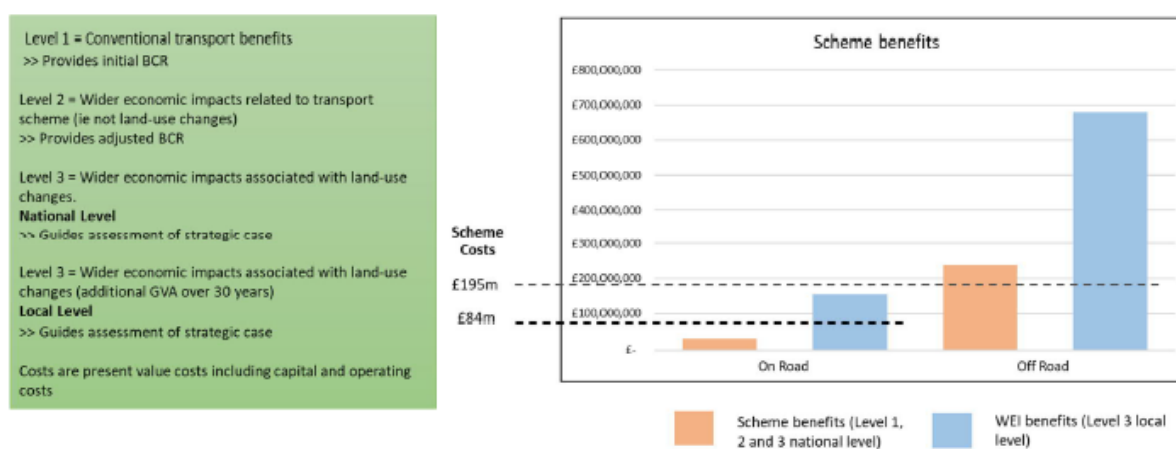 Level 1 = Conventional transport benefits
>> Provides initial BCR
Level 2 = Wider economic impacts related to transport
scheme (ie not land-use changes)
>> Provides adjusted BCR
Level 3 = Wider economic impacts associated with land-use
changes.
National Level
>> Guides assessment of strategic case
Level 3 = Wider economic impacts associated with land-use
changes (additional GVA over 30 years)
Local Level
>> Guides assessment of strategic case
Costs are present value costs including capital and operating
costs
Scheme
Costs
£195m
£84m
Scheme benefits
£800,000,000
£700,000,000
£600,000,000
£500,000,000
£400,000,000
£300,000,000
£200,000,000
£100,000,000
£-
On Road
Off Road
Scheme benefits (Level 1,
2 and 3 national level)
WEI benefits (Level 3 local
level)